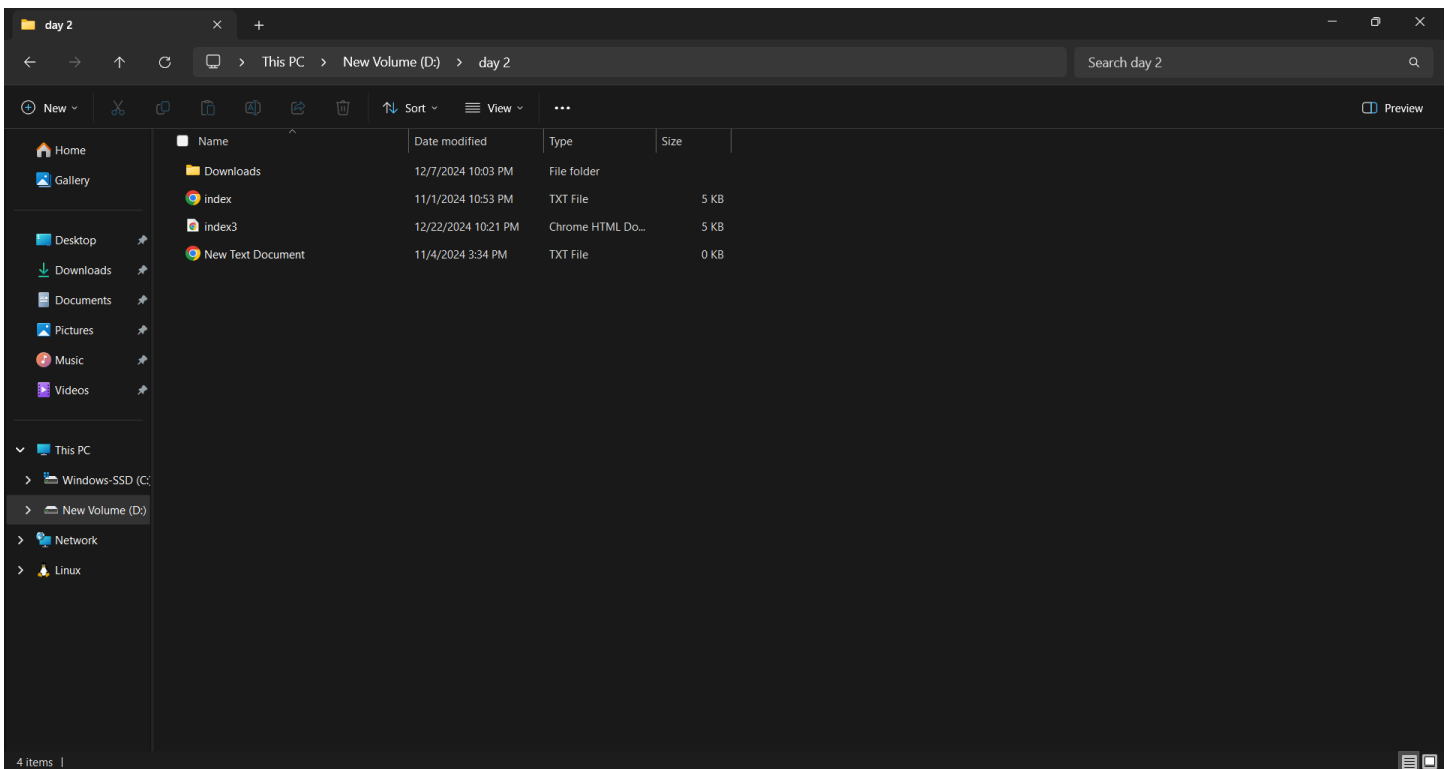 day 2
This PC > New Volume (D:) > day 2
Search day 2
New
Sort
View
Preview
Home
Gallery
Desktop
Downloads
Documents
Pictures
Music
Videos
This PC
Windows-SSD (C:
New Volume (D:)
Network
Linux
Name Date modified Type Size
Downloads 12/7/2024 10:03 PM File folder
index 11/1/2024 10:53 PM TXT File 5 KB
index3 12/22/2024 10:21 PM Chrome HTML Do... 5 KB
New Text Document 11/4/2024 3:34 PM TXT File 0 KB
4 items